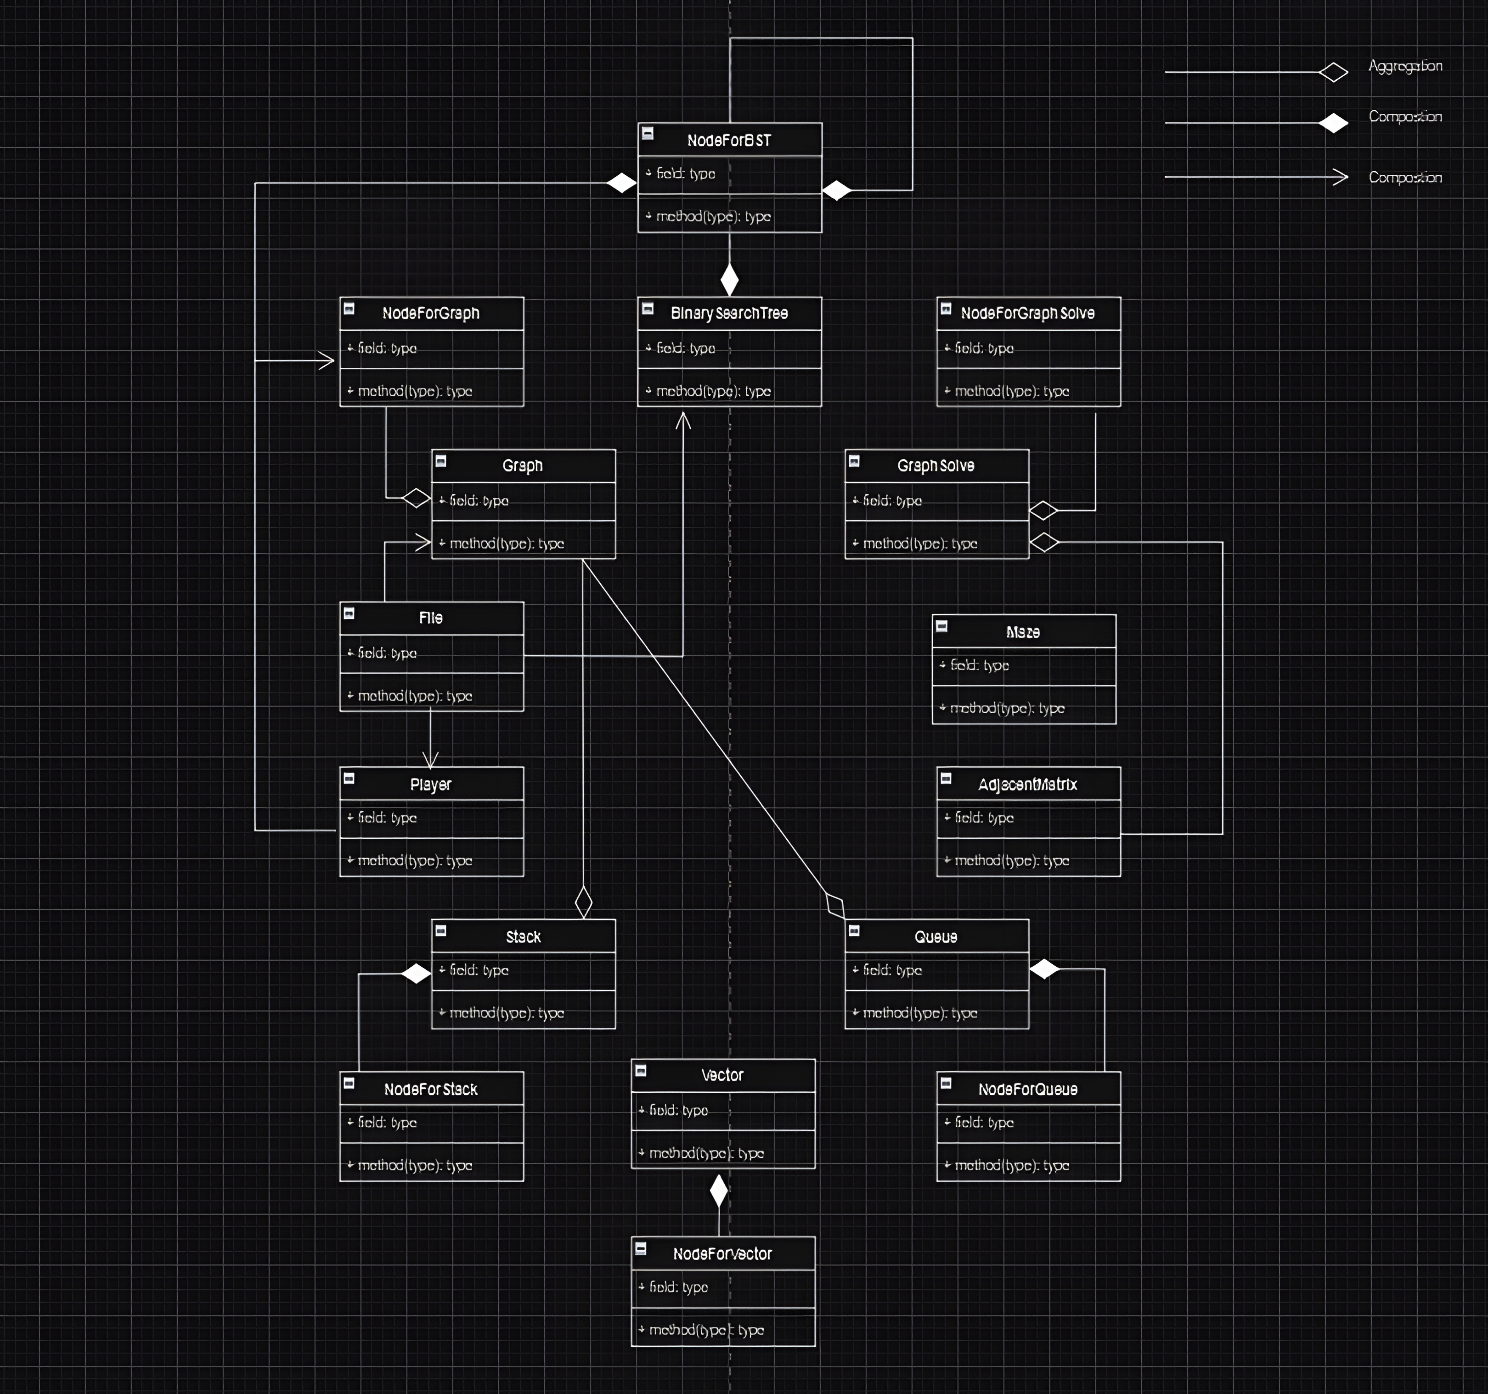 Aggregation
Composition
Composition
NodeForBST
+ field: type
+ method(type): type
NodeForGraph
+ field: type
+ method(type): type
BinarySearchTree
+ field: type
+ method(type): type
NodeForGraphSolve
+ field: type
+ method(type): type
Graph
+ field: type
+ method(type): type
GraphSolve
+ field: type
+ method(type): type
File
+ field: type
+ method(type): type
Maze
+ field: type
+ method(type): type
Player
+ field: type
+ method(type): type
AdjacentMatrix
+ field: type
+ method(type): type
Stack
+ field: type
+ method(type): type
Queue
+ field: type
+ method(type): type
NodeForStack
+ field: type
+ method(type): type
Vector
+ field: type
+ method(type): type
NodeForQueue
+ field: type
+ method(type): type
NodeForVector
+ field: type
+ method(type): type